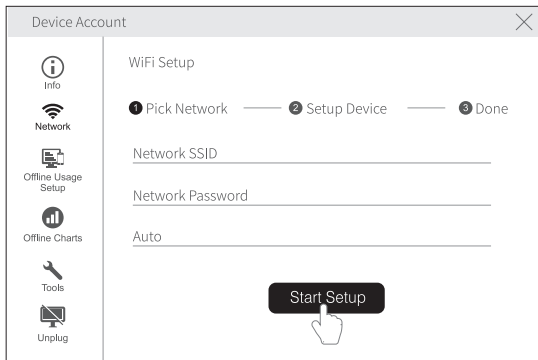 Device Account
Info
Network
Offline Usage
Setup
Offline Charts
Tools
Unplug
WiFi Setup
1 Pick Network
2 Setup Device
3 Done
Network SSID
Network Password
Auto
Start Setup